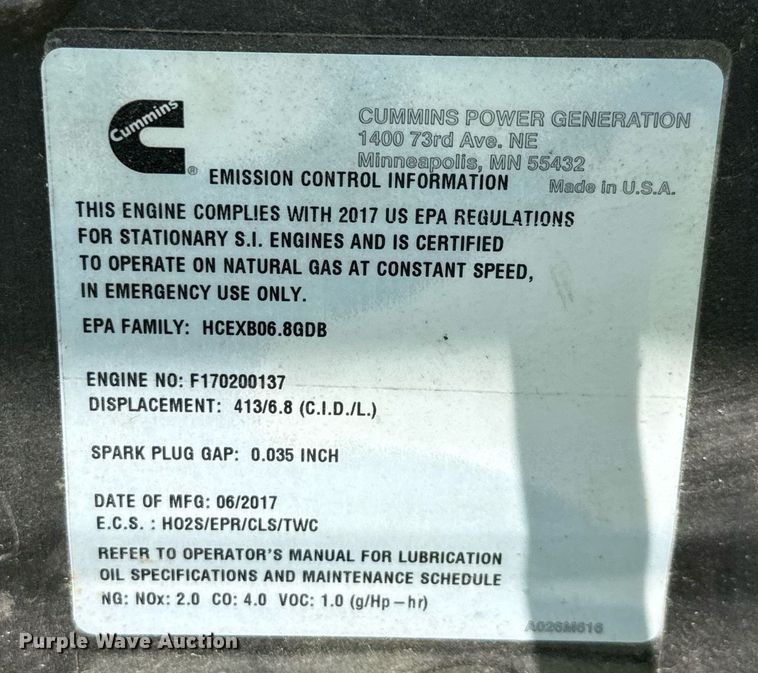 Cummins
®
CUMMINS POWER GENERATION
1400 73rd Ave. NE
Minneapolis, MN 55432
Made in U.S.A.
EMISSION CONTROL INFORMATION
THIS ENGINE COMPLIES WITH 2017 US EPA REGULATIONS
FOR STATIONARY S.I. ENGINES AND IS CERTIFIED
TO OPERATE ON NATURAL GAS AT CONSTANT SPEED,
IN EMERGENCY USE ONLY.
EPA FAMILY: HCEXB06.8GDB
ENGINE NO: F170200137
DISPLACEMENT: 413/6.8 (C.I.D./L.)
SPARK PLUG GAP: 0.035 INCH
DATE OF MFG: 06/2017
E.C.S. : HO2S/EPR/CLS/TWC
REFER TO OPERATOR'S MANUAL FOR LUBRICATION
OIL SPECIFICATIONS AND MAINTENANCE SCHEDULE
NG: NOx: 2.0 CO: 4.0 VOC: 1.0 (g/Hp-hr)
A026M616
Purple Wave Auction